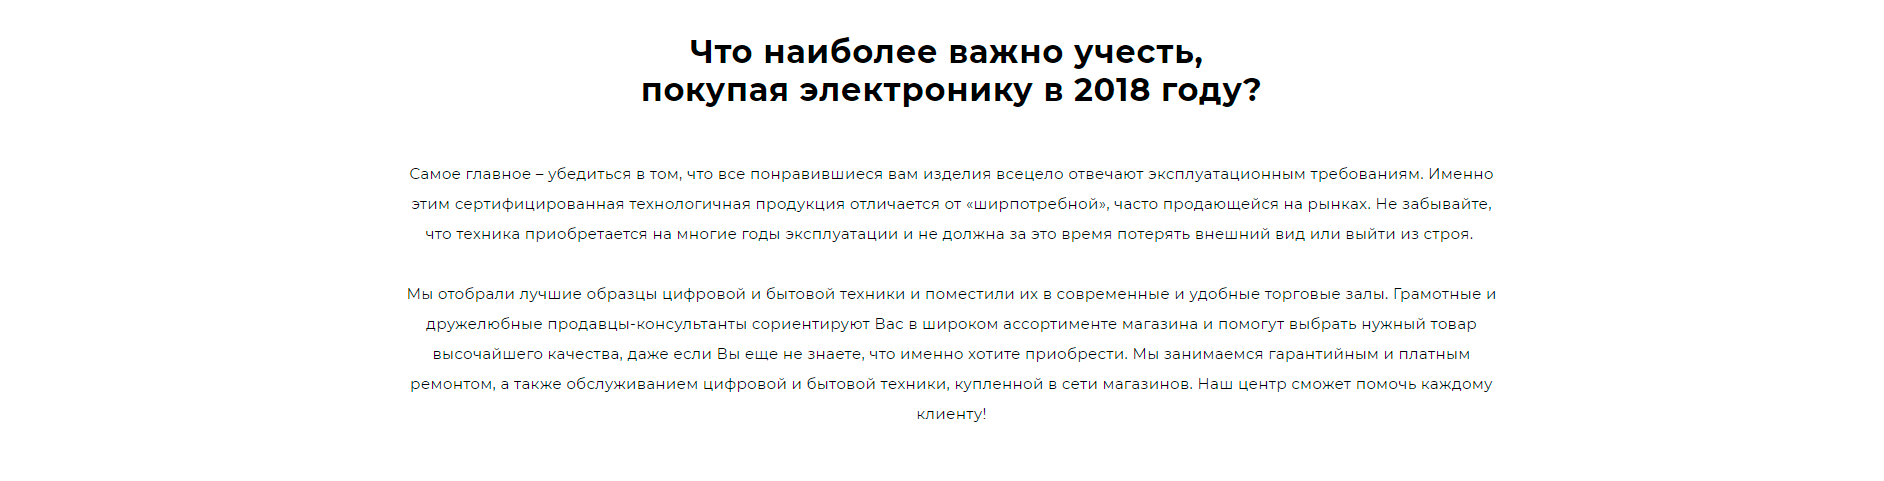 Что наиболее важно учесть,
покупая электронику в 2018 году?
Самое главное – убедиться в том, что все понравившиеся вам изделия всецело отвечают эксплуатационным требованиям. Именно
этим сертифицированная технологичная продукция отличается от «ширпотребной», часто продающейся на рынках. Не забывайте,
что техника приобретается на многие годы эксплуатации и не должна за это время потерять внешний вид или выйти из строя.
Мы отобрали лучшие образцы цифровой и бытовой техники и поместили их в современные и удобные торговые залы. Грамотные и
дружелюбные продавцы-консультанты сориентируют Вас в широком ассортименте магазина и помогут выбрать нужный товар
высочайшего качества, даже если Вы еще не знаете, что именно хотите приобрести. Мы занимаемся гарантийным и платным
ремонтом, а также обслуживанием цифровой и бытовой техники, купленной в сети магазинов. Наш центр сможет помочь каждому
клиенту!